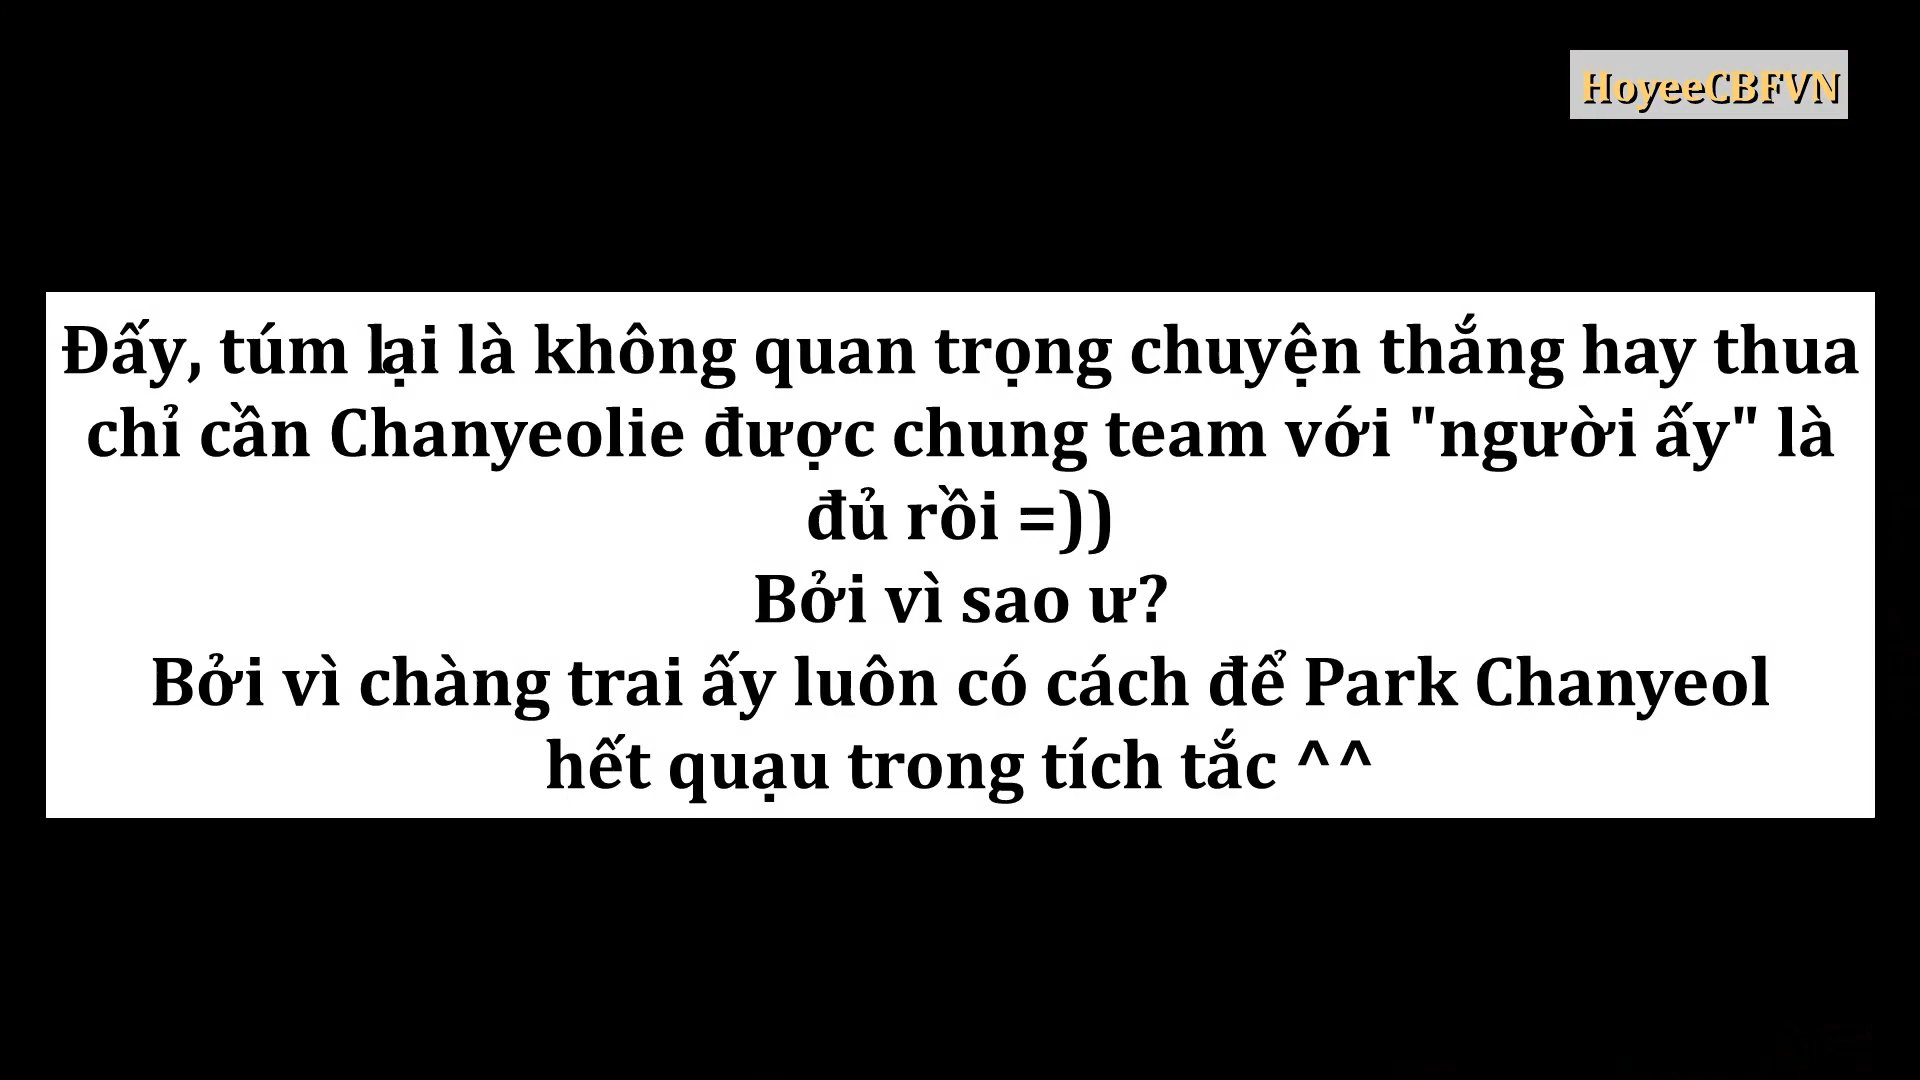 HoyeeCBFVN
Đấy, túm lại là không quan trọng chuyện thắng hay thua
chỉ cần Chanyeolie được chung team với "người ấy" là
đủ rồi =))
Bởi vì sao ư?
Bởi vì chàng trai ấy luôn có cách để Park Chanyeol
hết quạu trong tích tắc ^^